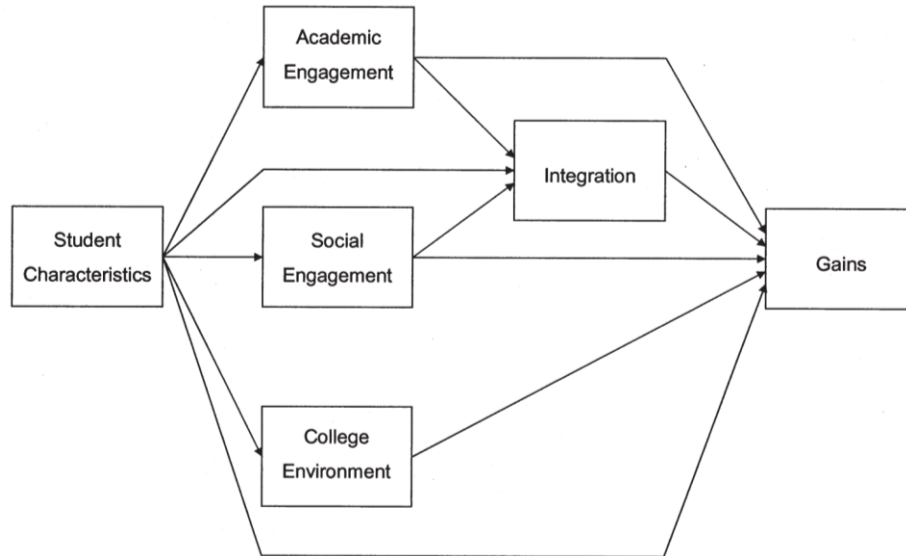 Academic
Engagement
Integration
Student
Characteristics
Social
Engagement
Gains
College
Environment